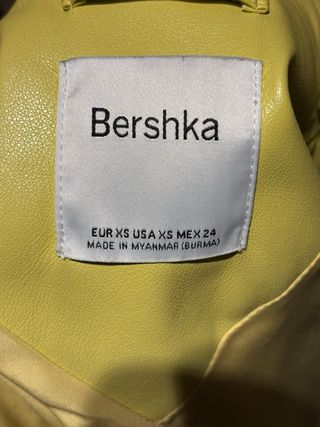 Bershka
EUR XS USA XS MEX 24
MADE IN MYANMAR (BURMA)